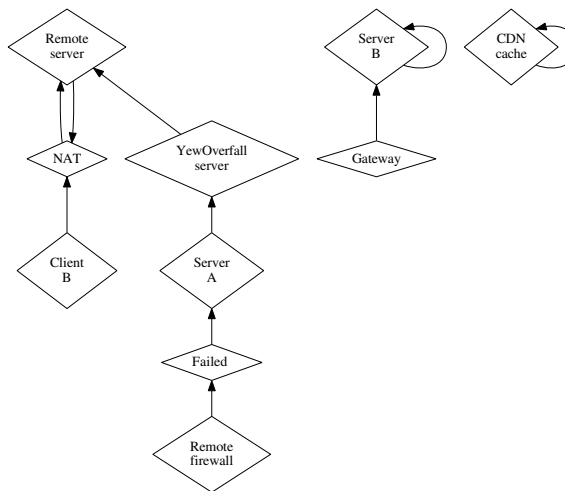 Remote
server
Server
B
CDN
cache
NAT
YewOverfall
server
Gateway
Client
B
Server
A
Failed
Remote
firewall